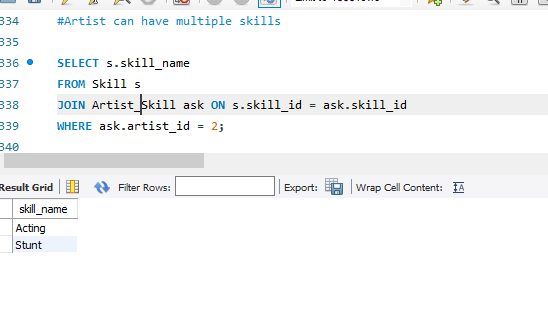 334 #Artist can have multiple skills
335
336 SELECT s.skill_name
337 FROM Skill s
338 JOIN Artist_Skill ask ON s.skill_id = ask.skill_id
339 WHERE ask.artist_id = 2;
340
Result Grid Filter Rows: Export: Wrap Cell Content: IA
skill_name
Acting
Stunt